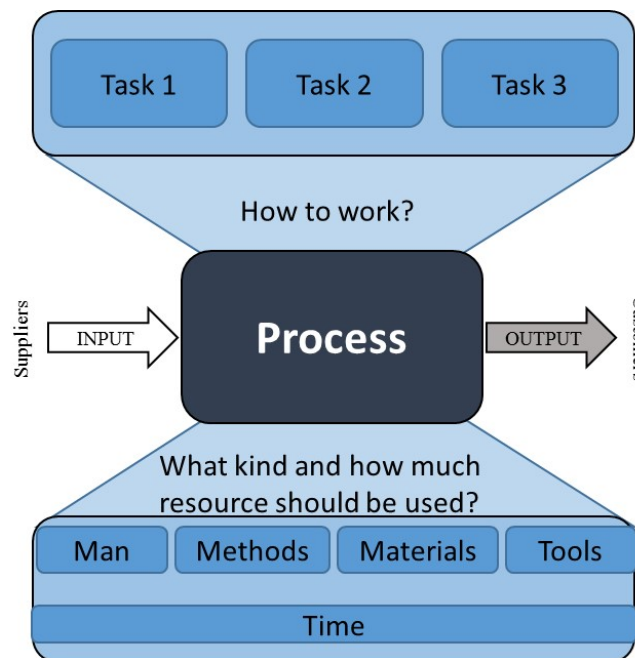 Task 1
Task 2
Task 3
How to work?
Suppliers
INPUT
Process
OUTPUT
What kind and how much
resource should be used?
Man
Methods
Materials
Tools
Time